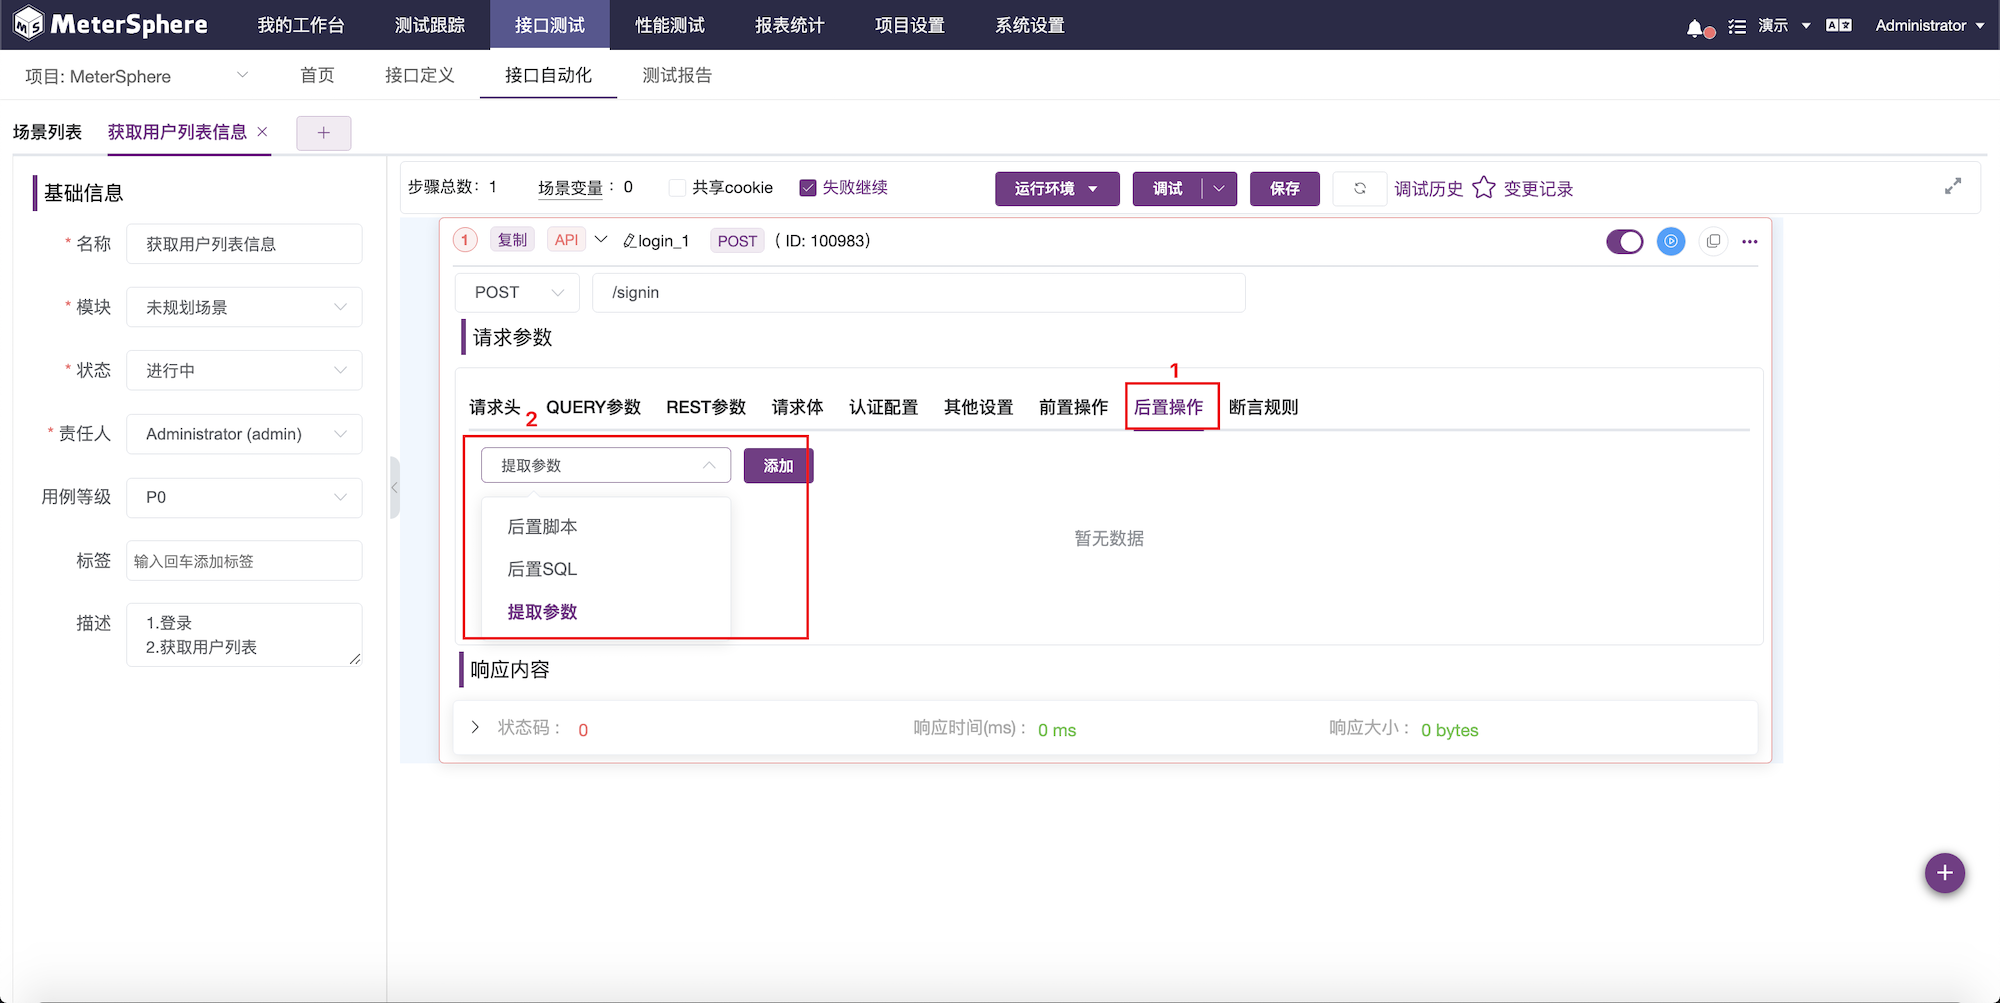 MeterSphere 我的工作台 测试跟踪 接口测试 性能测试 报表统计 项目设置 系统设置 演示 Administrator
项目: MeterSphere 首页 接口定义 接口自动化 测试报告
场景列表 获取用户列表信息 × +
基础信息
* 名称 获取用户列表信息
* 模块 未规划场景
* 状态 进行中
* 责任人 Administrator (admin)
用例等级 P0
标签 输入回车添加标签
描述 1.登录
2.获取用户列表
步骤总数：1 场景变量：0 共享cookie 失败继续 运行环境 调试 保存 调试历史 变更记录
1 复制 API login_1 POST ( ID: 100983)
POST /signin
请求参数
1
请求头 QUERY参数 REST参数 请求体 认证配置 其他设置 前置操作 后置操作 断言规则
2
提取参数 添加
后置脚本
后置SQL
提取参数
暂无数据
响应内容
状态码： 0 响应时间(ms)： 0 ms 响应大小： 0 bytes
+